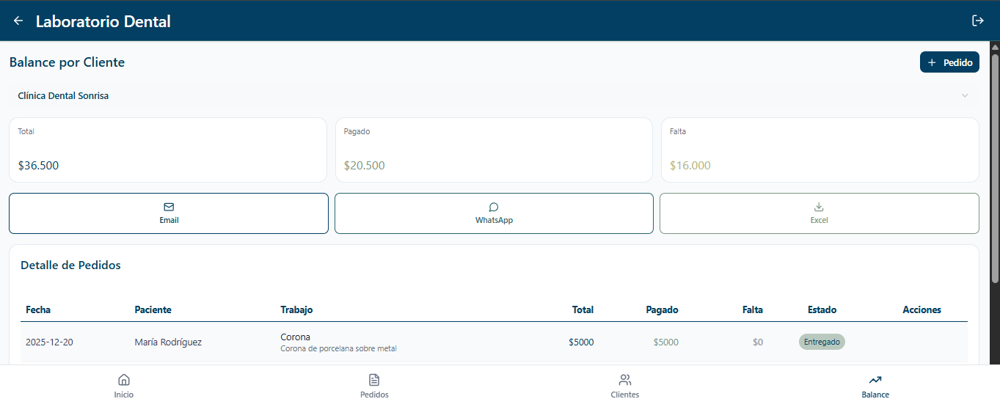 Laboratorio Dental
Balance por Cliente
+ Pedido
Clínica Dental Sonrisa
Total Pagado Falta
$36.500 $20.500 $16.000
Email WhatsApp Excel
Detalle de Pedidos
Fecha Paciente Trabajo Total Pagado Falta Estado Acciones
2025-12-20 María Rodríguez Corona $5000 $5000 $0 Entregado
Corona de porcelana sobre metal
Inicio Pedidos Clientes Balance